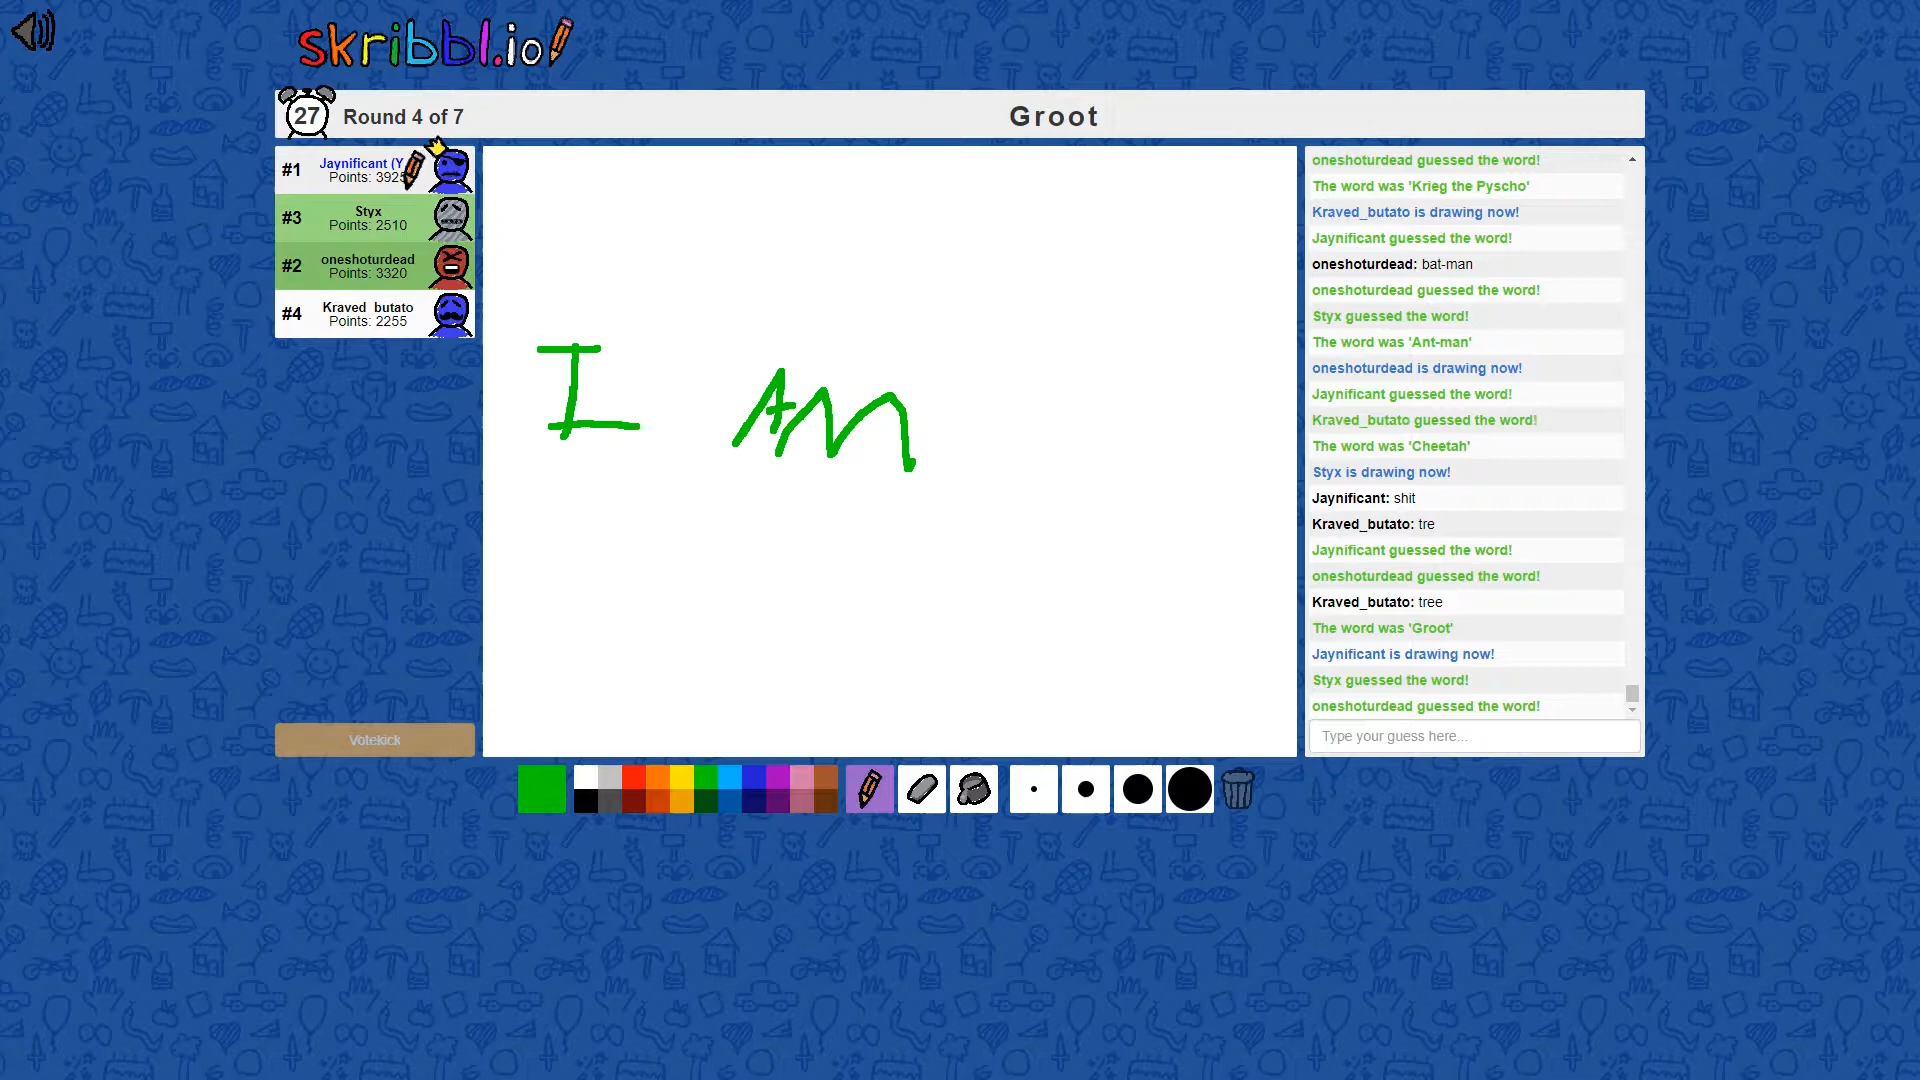 skribbl.io
27
Round 4 of 7
Groot
#1
Jaynificant (Y
Points: 3925
#3
Styx
Points: 2510
#2
oneshoturdead
Points: 3320
#4
Kraved_butato
Points: 2255
Votekick
I AM
oneshoturdead guessed the word!
The word was 'Krieg the Pyscho'
Kraved_butato is drawing now!
Jaynificant guessed the word!
oneshoturdead: bat-man
oneshoturdead guessed the word!
Styx guessed the word!
The word was 'Ant-man'
oneshoturdead is drawing now!
Jaynificant guessed the word!
Kraved_butato guessed the word!
The word was 'Cheetah'
Styx is drawing now!
Jaynificant: shit
Kraved_butato: tre
Jaynificant guessed the word!
oneshoturdead guessed the word!
Kraved_butato: tree
The word was 'Groot'
Jaynificant is drawing now!
Styx guessed the word!
oneshoturdead guessed the word!
Type your guess here...